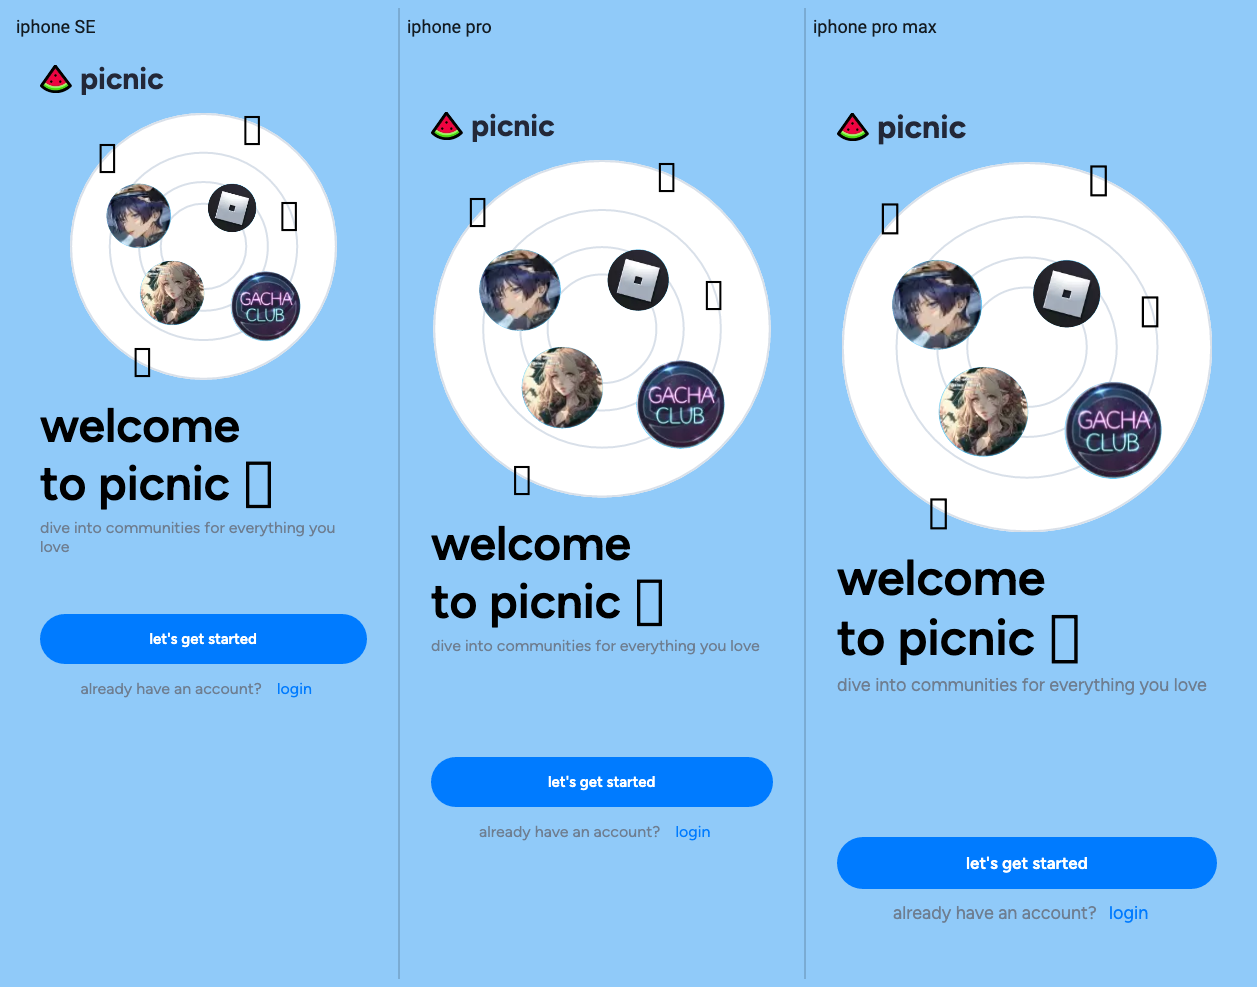 iphone SE
picnic
GACHA
CLUB
welcome
to picnic
dive into communities for everything you
love
let's get started
already have an account? login
iphone pro
picnic
GACHA
CLUB
welcome
to picnic
dive into communities for everything you love
let's get started
already have an account? login
iphone pro max
picnic
GACHA
CLUB
welcome
to picnic
dive into communities for everything you love
let's get started
already have an account? login